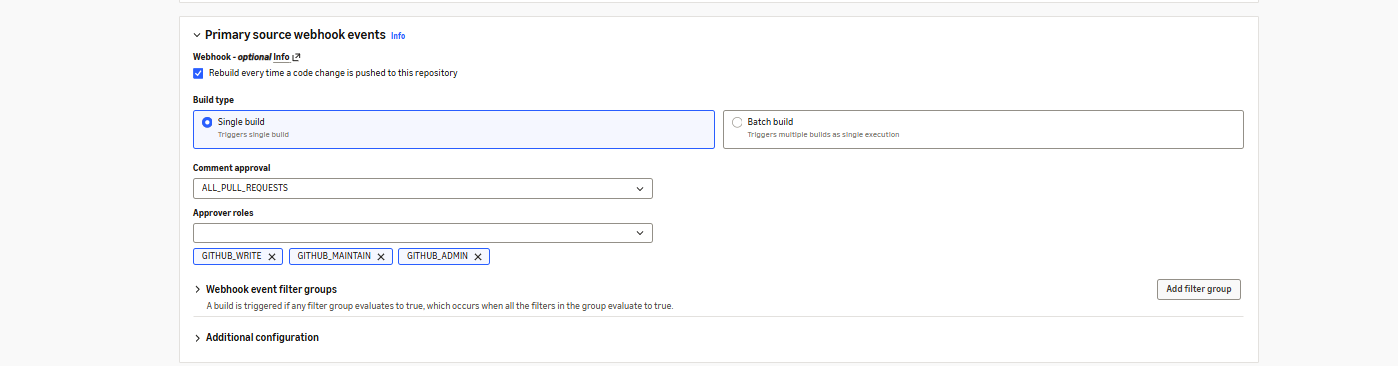 Primary source webhook events Info
Webhook - optional Info
Rebuild every time a code change is pushed to this repository
Build type
Single build
Triggers single build
Batch build
Triggers multiple builds as single execution
Comment approval
ALL_PULL_REQUESTS
Approver roles
GITHUB_WRITE GITHUB_MAINTAIN GITHUB_ADMIN
Webhook event filter groups
Add filter group
A build is triggered if any filter group evaluates to true, which occurs when all the filters in the group evaluate to true.
Additional configuration